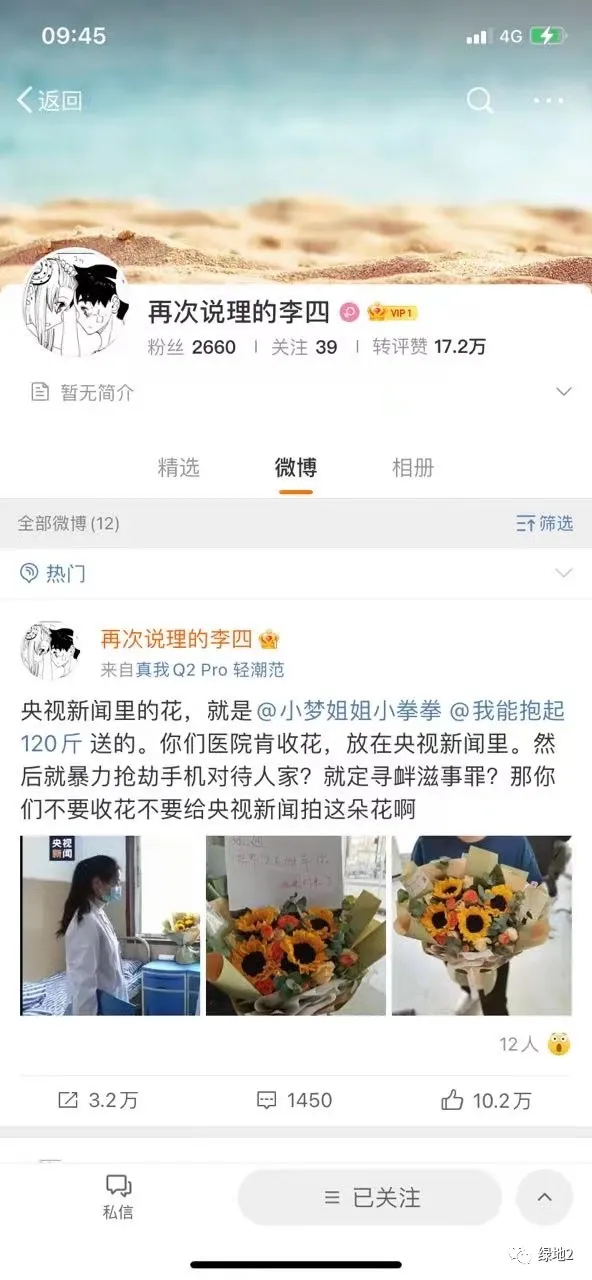 09:45
4G
返回
再次说理的李四
VIP 1
粉丝 2660 关注 39 转评赞 17.2万
暂无简介
精选 微博 相册
全部微博(12)
筛选
热门
再次说理的李四
来自真我Q2 Pro 轻潮范
央视新闻里的花，就是@小梦姐姐小拳拳 @我能抱起
120斤 送的。你们医院肯收花，放在央视新闻里。然
后就暴力抢劫手机对待人家？就定寻衅滋事罪？那你
们不要收花不要给央视新闻拍这朵花啊
央视
新闻
12人
3.2万
1450
10.2万
私信
已关注
绿地2